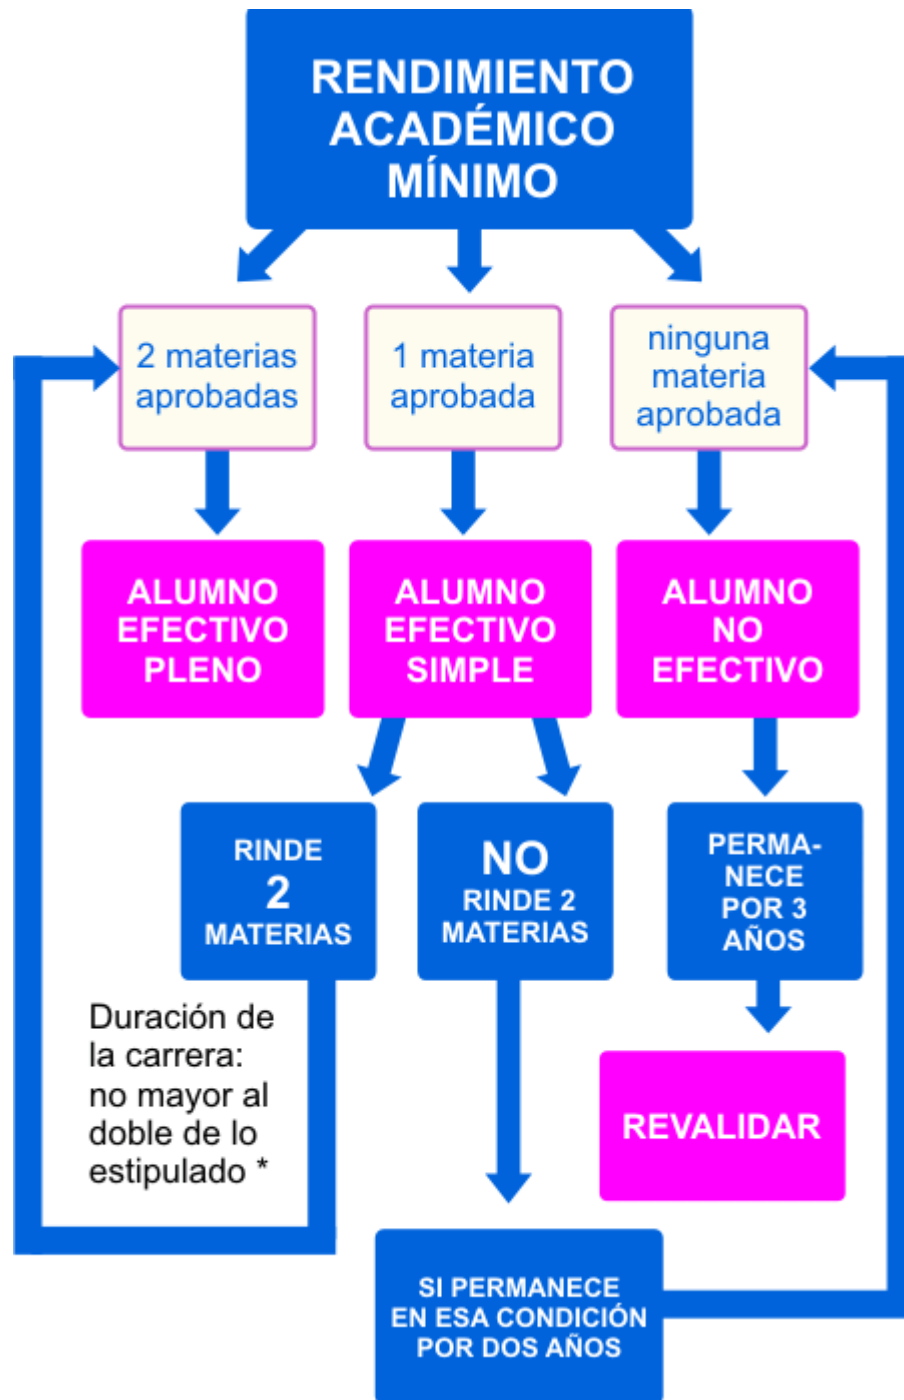 RENDIMIENTO
ACADÉMICO
MÍNIMO
2 materias
aprobadas
1 materia
aprobada
ninguna
materia
aprobada
ALUMNO
EFECTIVO
PLENO
ALUMNO
EFECTIVO
SIMPLE
ALUMNO
NO
EFECTIVO
RINDE
2
MATERIAS
NO
RINDE 2
MATERIAS
PERMA-
NECE
POR 3
AÑOS
Duración de
la carrera:
no mayor al
doble de lo
estipulado *
REVALIDAR
SI PERMANECE
EN ESA CONDICIÓN
POR DOS AÑOS